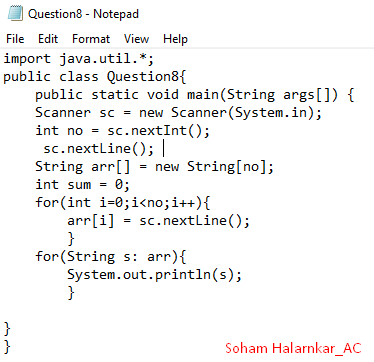 Question8 - Notepad
File Edit Format View Help
import java.util.*;
public class Question8{
    public static void main(String args[]) {
    Scanner sc = new Scanner(System.in);
    int no = sc.nextInt();
     sc.nextLine();
    String arr[] = new String[no];
    int sum = 0;
    for(int i=0;i<no;i++){
        arr[i] = sc.nextLine();
        }
    for(String s: arr){
        System.out.println(s);
        }

}
}
Soham Halarnkar_AC